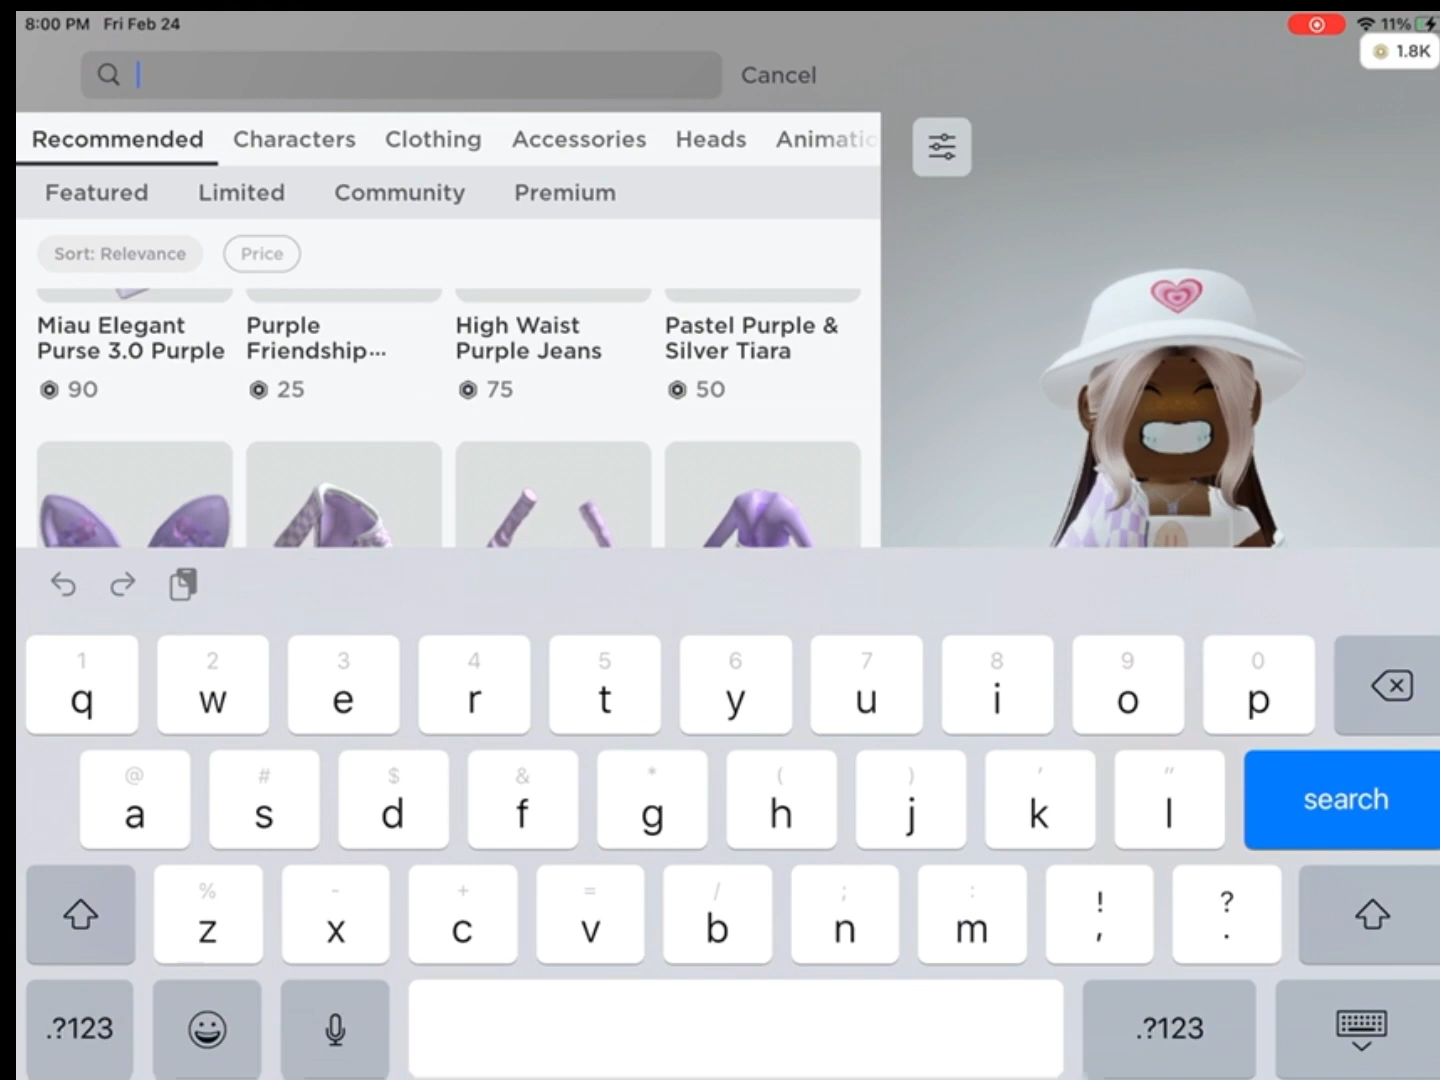 8:00 PM Fri Feb 24
11%
1.8K
Cancel
Recommended Characters Clothing Accessories Heads Animatic
Featured Limited Community Premium
Sort: Relevance Price
Miau Elegant
Purse 3.0 Purple
90
Purple
Friendship...
25
High Waist
Purple Jeans
75
Pastel Purple &
Silver Tiara
50
1 2 3 4 5 6 7 8 9 0
q w e r t y u i o p
@ # $ & * ( ) ' "
a s d f g h j k l search
% - + = / ; : ! ?
z x c v b n m , .
.?123 .?123